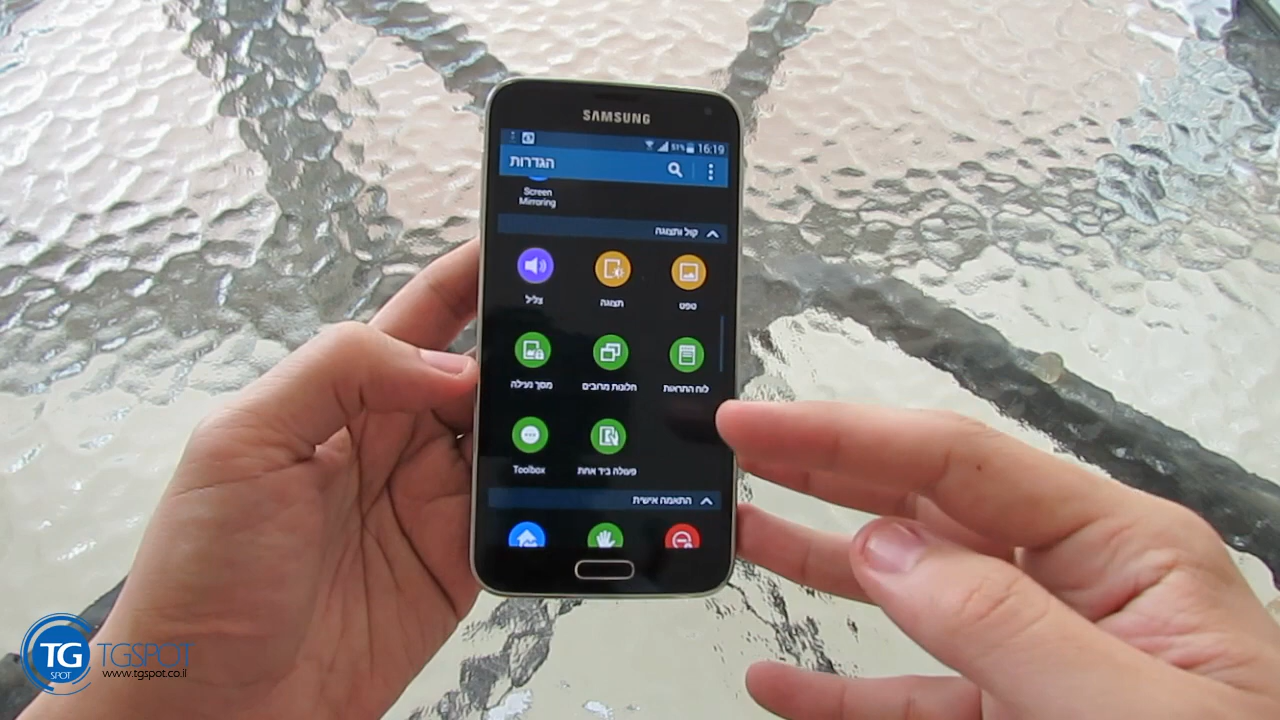 SAMSUNG
51% 16:19
הגדרות
Screen
Mirroring
קול ותצוגה
צליל
תצוגה
טפט
מסך נעילה
חלונות מרובים
לוח התראות
Toolbox
פעולה ביד אחת
התאמה אישית
TG
SPOT
TGSPOT
www.tgspot.co.il